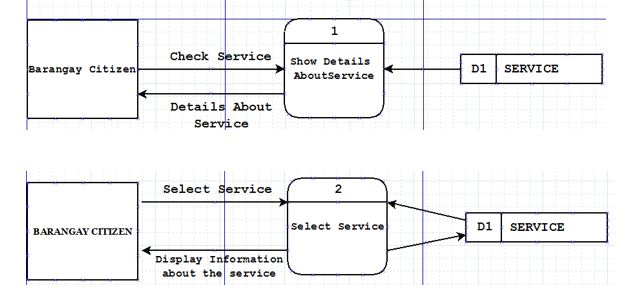 1
Check Service
Barangay Citizen
Show Details
AboutService
D1 SERVICE
Details About
Service
2
Select Service
BARANGAY CITIZEN
Select Service
D1 SERVICE
Display Information
about the service